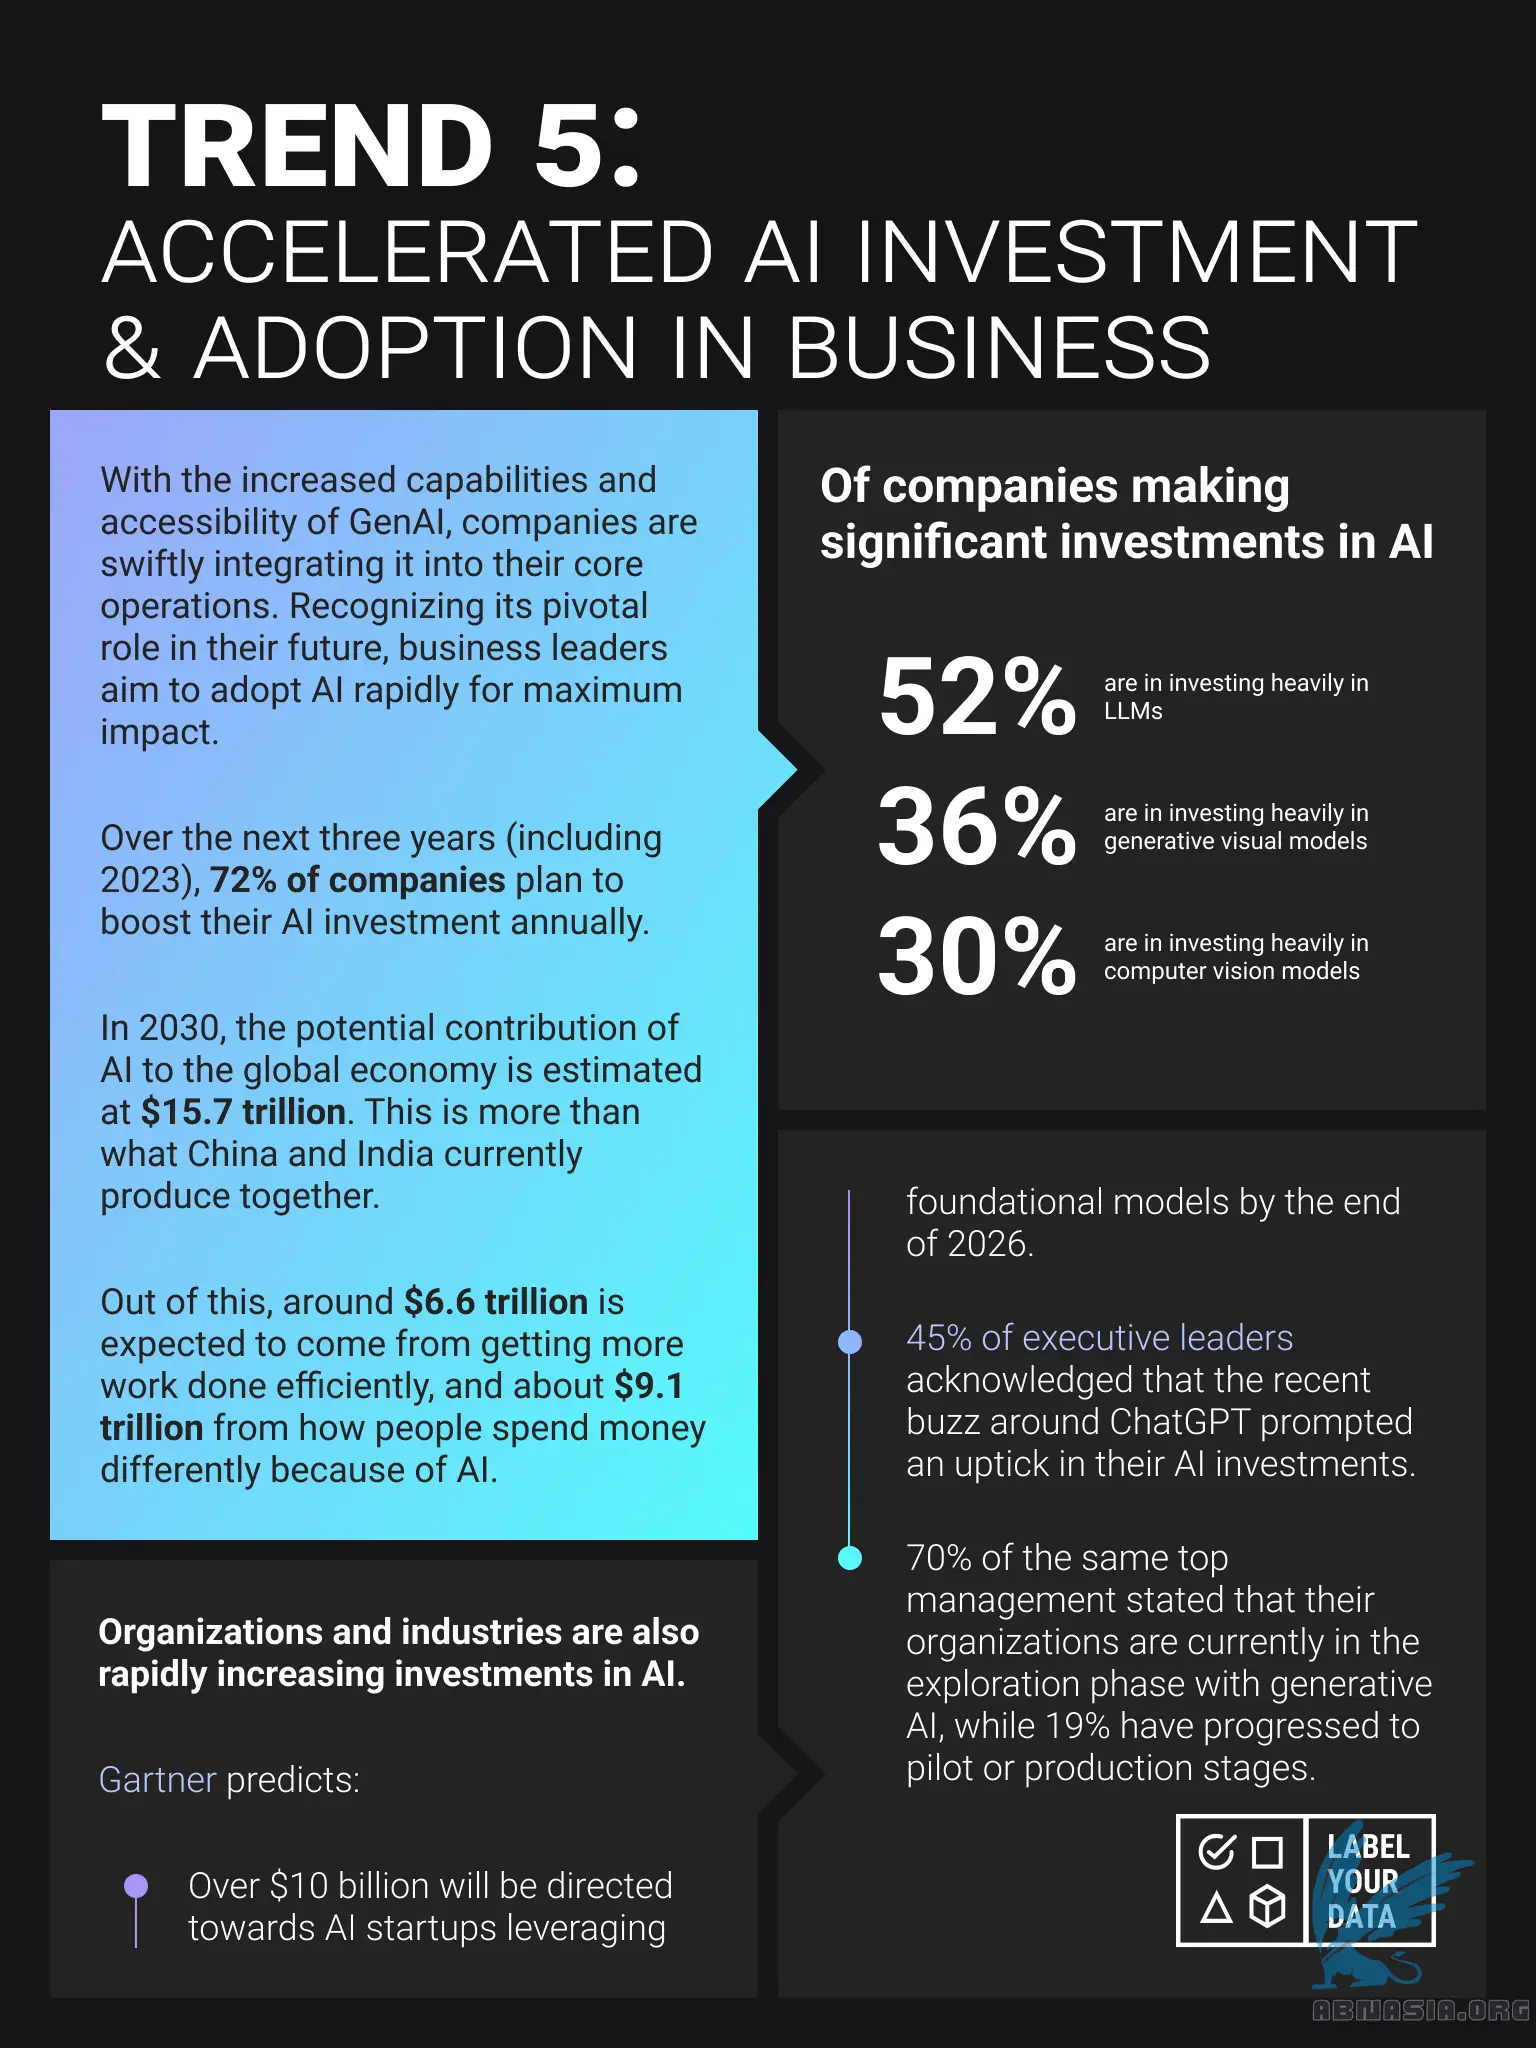 TREND 5:
ACCELERATED AI INVESTMENT
& ADOPTION IN BUSINESS
With the increased capabilities and
accessibility of GenAI, companies are
swiftly integrating it into their core
operations. Recognizing its pivotal
role in their future, business leaders
aim to adopt AI rapidly for maximum
impact.
Over the next three years (including
2023), 72% of companies plan to
boost their AI investment annually.
In 2030, the potential contribution of
AI to the global economy is estimated
at $15.7 trillion. This is more than
what China and India currently
produce together.
Out of this, around $6.6 trillion is
expected to come from getting more
work done efficiently, and about $9.1
trillion from how people spend money
differently because of AI.
Of companies making
significant investments in AI
52%
are in investing heavily in
LLMs
36%
are in investing heavily in
generative visual models
30%
are in investing heavily in
computer vision models
Organizations and industries are also
rapidly increasing investments in AI.
Gartner predicts:
Over $10 billion will be directed
towards AI startups leveraging
foundational models by the end
of 2026.
45% of executive leaders
acknowledged that the recent
buzz around ChatGPT prompted
an uptick in their AI investments.
70% of the same top
management stated that their
organizations are currently in the
exploration phase with generative
AI, while 19% have progressed to
pilot or production stages.
LABEL
YOUR
DATA
ABNASIA.ORG